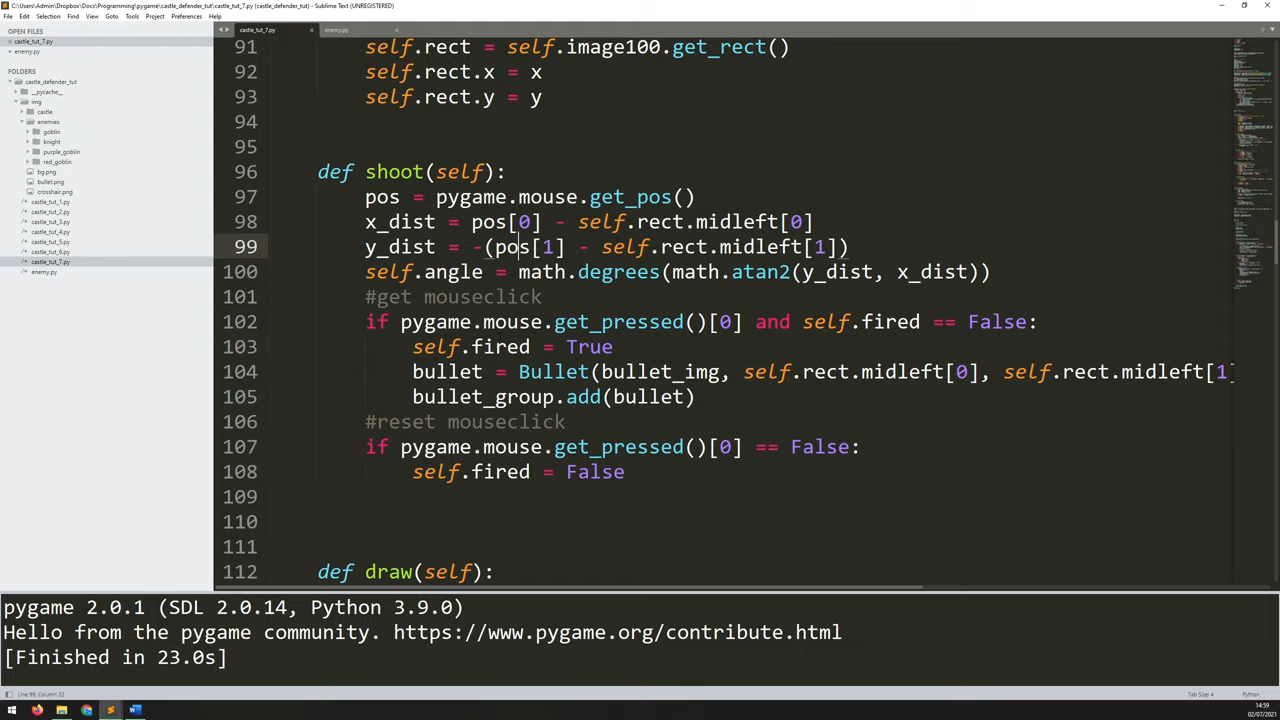 C:\Users\Admin\Dropbox\Docs\Programming\pygame\castle_defender_tut\castle_tut_7.py (castle_defender_tut) - Sublime Text (UNREGISTERED)
File Edit Selection Find View Goto Tools Project Preferences Help
OPEN FILES
castle_tut_7.py
enemy.py
FOLDERS
castle_defender_tut
__pycache__
img
castle
enemies
goblin
knight
purple_goblin
red_goblin
bg.png
bullet.png
crosshair.png
castle_tut_1.py
castle_tut_2.py
castle_tut_3.py
castle_tut_4.py
castle_tut_5.py
castle_tut_6.py
castle_tut_7.py
enemy.py
castle_tut_7.py enemy.py
91 self.rect = self.image100.get_rect()
92 self.rect.x = x
93 self.rect.y = y
94
95
96 def shoot(self):
97 pos = pygame.mouse.get_pos()
98 x_dist = pos[0] - self.rect.midleft[0]
99 y_dist = -(pos[1] - self.rect.midleft[1])
100 self.angle = math.degrees(math.atan2(y_dist, x_dist))
101 #get mouseclick
102 if pygame.mouse.get_pressed()[0] and self.fired == False:
103 self.fired = True
104 bullet = Bullet(bullet_img, self.rect.midleft[0], self.rect.midleft[1]
105 bullet_group.add(bullet)
106 #reset mouseclick
107 if pygame.mouse.get_pressed()[0] == False:
108 self.fired = False
109
110
111
112 def draw(self):
pygame 2.0.1 (SDL 2.0.14, Python 3.9.0)
Hello from the pygame community. https://www.pygame.org/contribute.html
[Finished in 23.0s]
Line 99, Column 22 Tab Size: 4 Python
14:59
02/07/2021